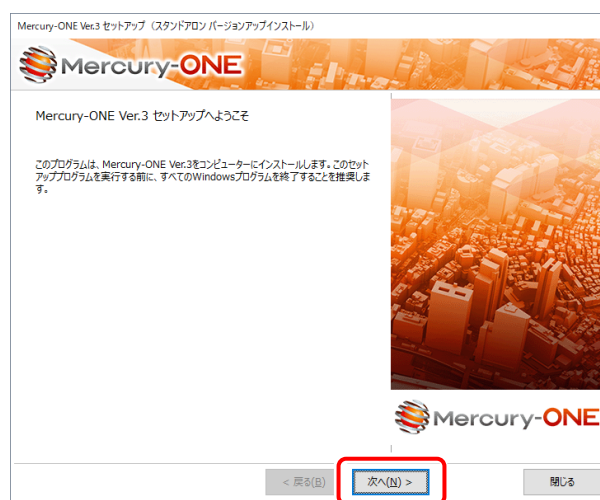 Mercury-ONE Ver.3 セットアップ（スタンドアロン バージョンアップインストール）
Mercury-ONE
Mercury-ONE Ver.3 セットアップへようこそ
このプログラムは、Mercury-ONE Ver.3をコンピューターにインストールします。このセット
アッププログラムを実行する前に、すべてのWindowsプログラムを終了することを推奨しま
す。
Mercury-ONE
< 戻る(B)
次へ(N) >
閉じる